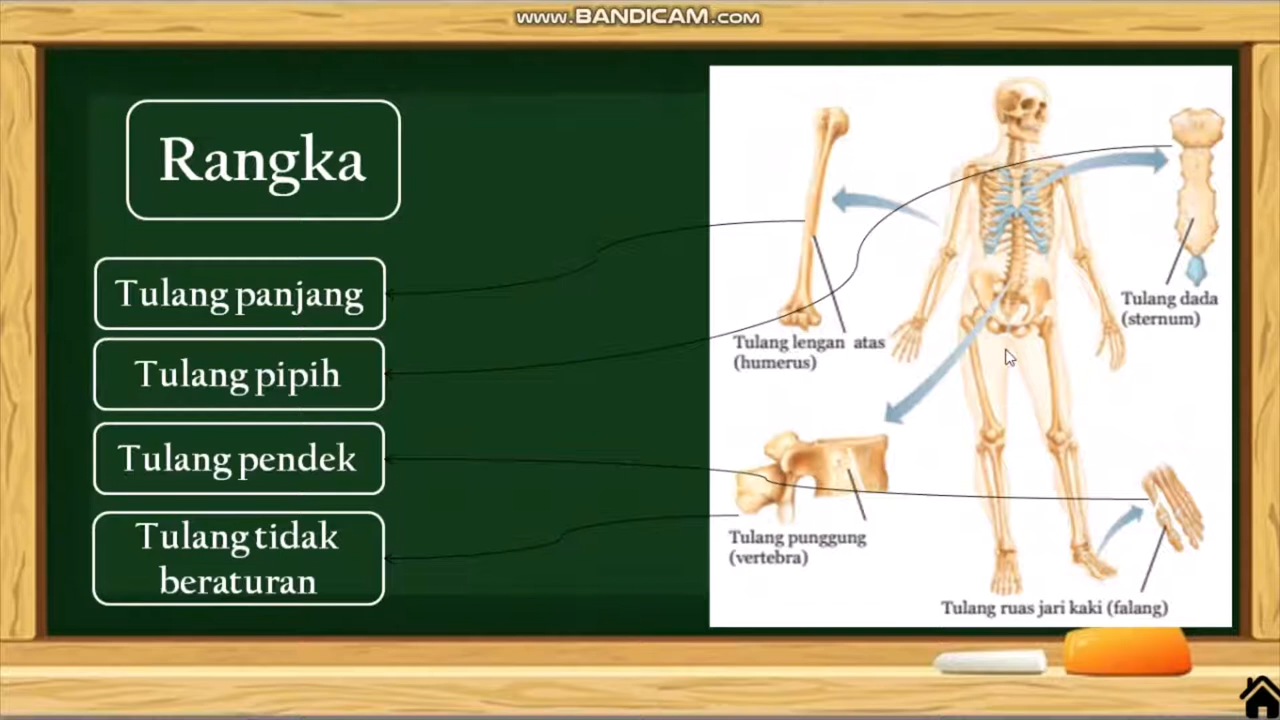 www.BANDICAM.com
Rangka
Tulang panjang
Tulang pipih
Tulang pendek
Tulang tidak
beraturan
Tulang lengan atas
(humerus)
Tulang dada
(sternum)
Tulang punggung
(vertebra)
Tulang ruas jari kaki (falang)